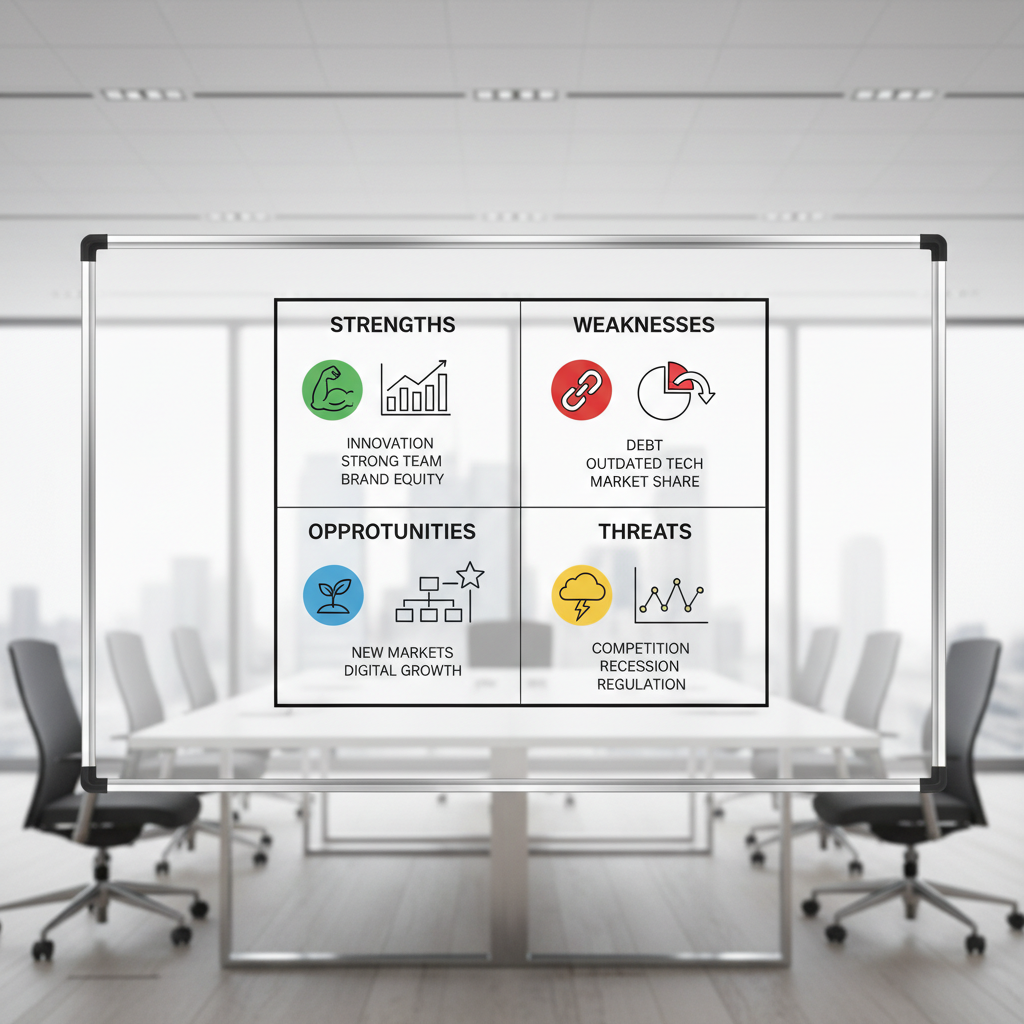 STRENGTHS
INNOVATION
STRONG TEAM
BRAND EQUITY
WEAKNESSES
DEBT
OUTDATED TECH
MARKET SHARE
OPPROTUNITIES
NEW MARKETS
DIGITAL GROWTH
THREATS
COMPETITION
RECESSION
REGULATION